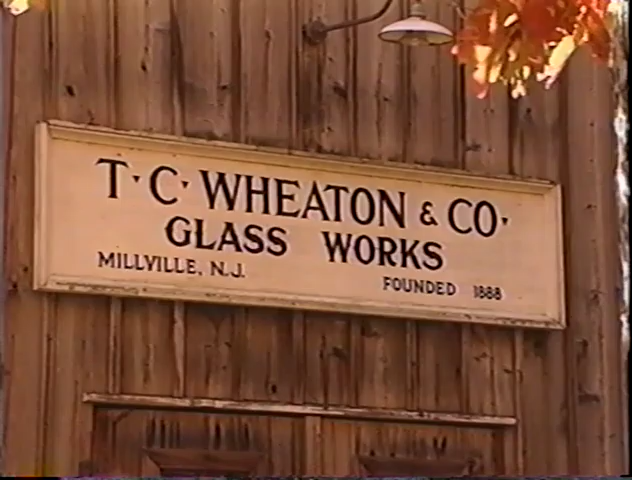 T · C · WHEATON & CO ·
GLASS WORKS
MILLVILLE, N.J.
FOUNDED 1888